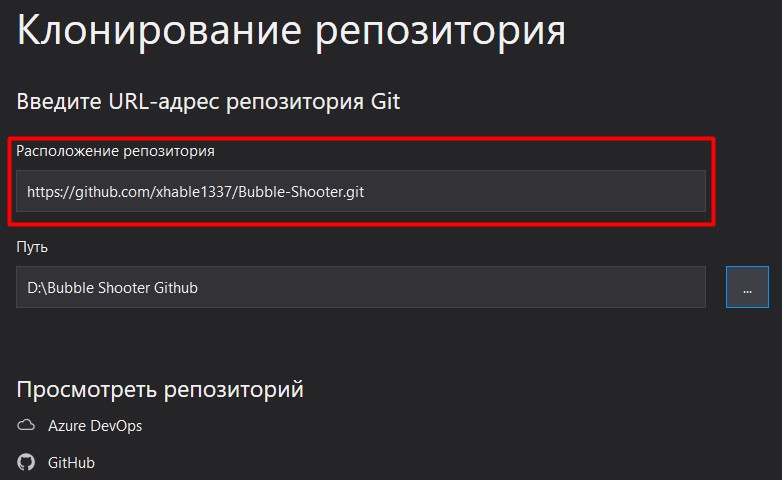 Клонирование репозитория
Введите URL-адрес репозитория Git
Расположение репозитория
https://github.com/xhable1337/Bubble-Shooter.git
Путь
D:\Bubble Shooter Github
...
Просмотреть репозиторий
Azure DevOps
GitHub